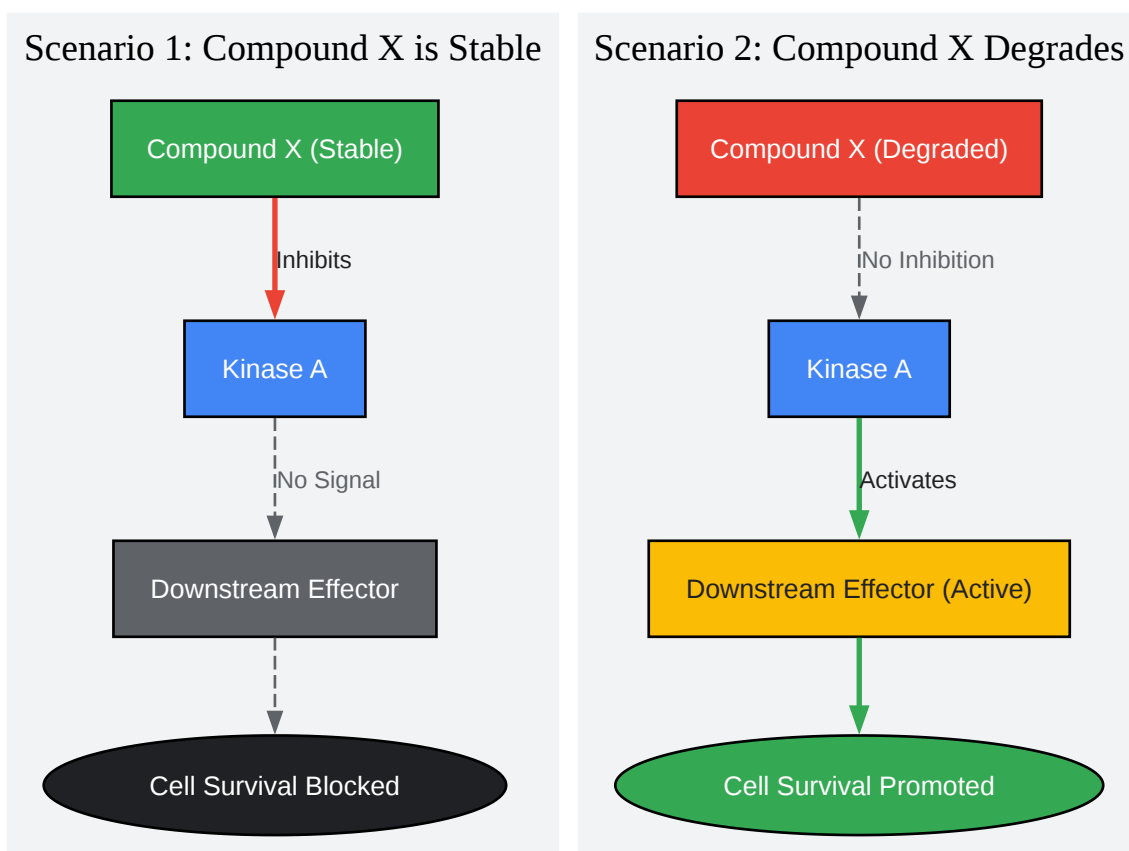 Scenario 1: Compound X is Stable
Compound X (Stable)
Inhibits
Kinase A
No Signal
Downstream Effector
Cell Survival Blocked
Scenario 2: Compound X Degrades
Compound X (Degraded)
No Inhibition
Kinase A
Activates
Downstream Effector (Active)
Cell Survival Promoted